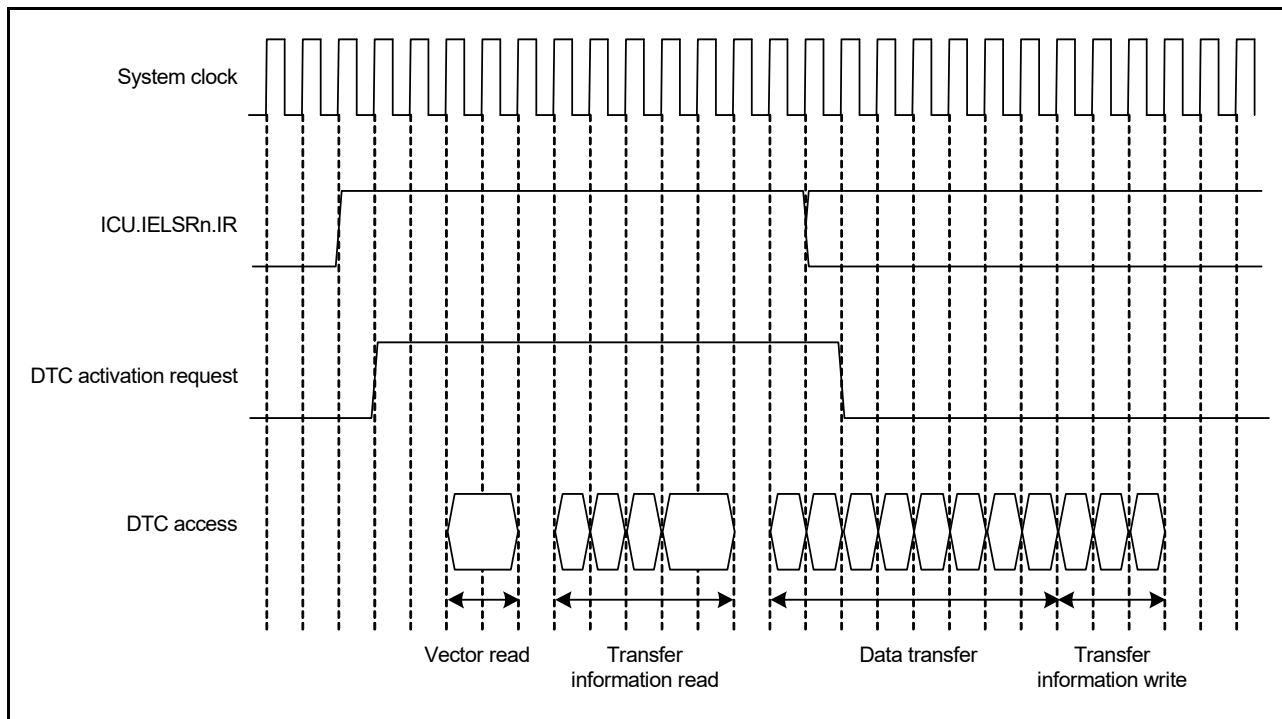 System clock
ICU.IELSRn.IR
DTC activation request
DTC access
Vector read
Transfer
information read
Data transfer
Transfer
information write